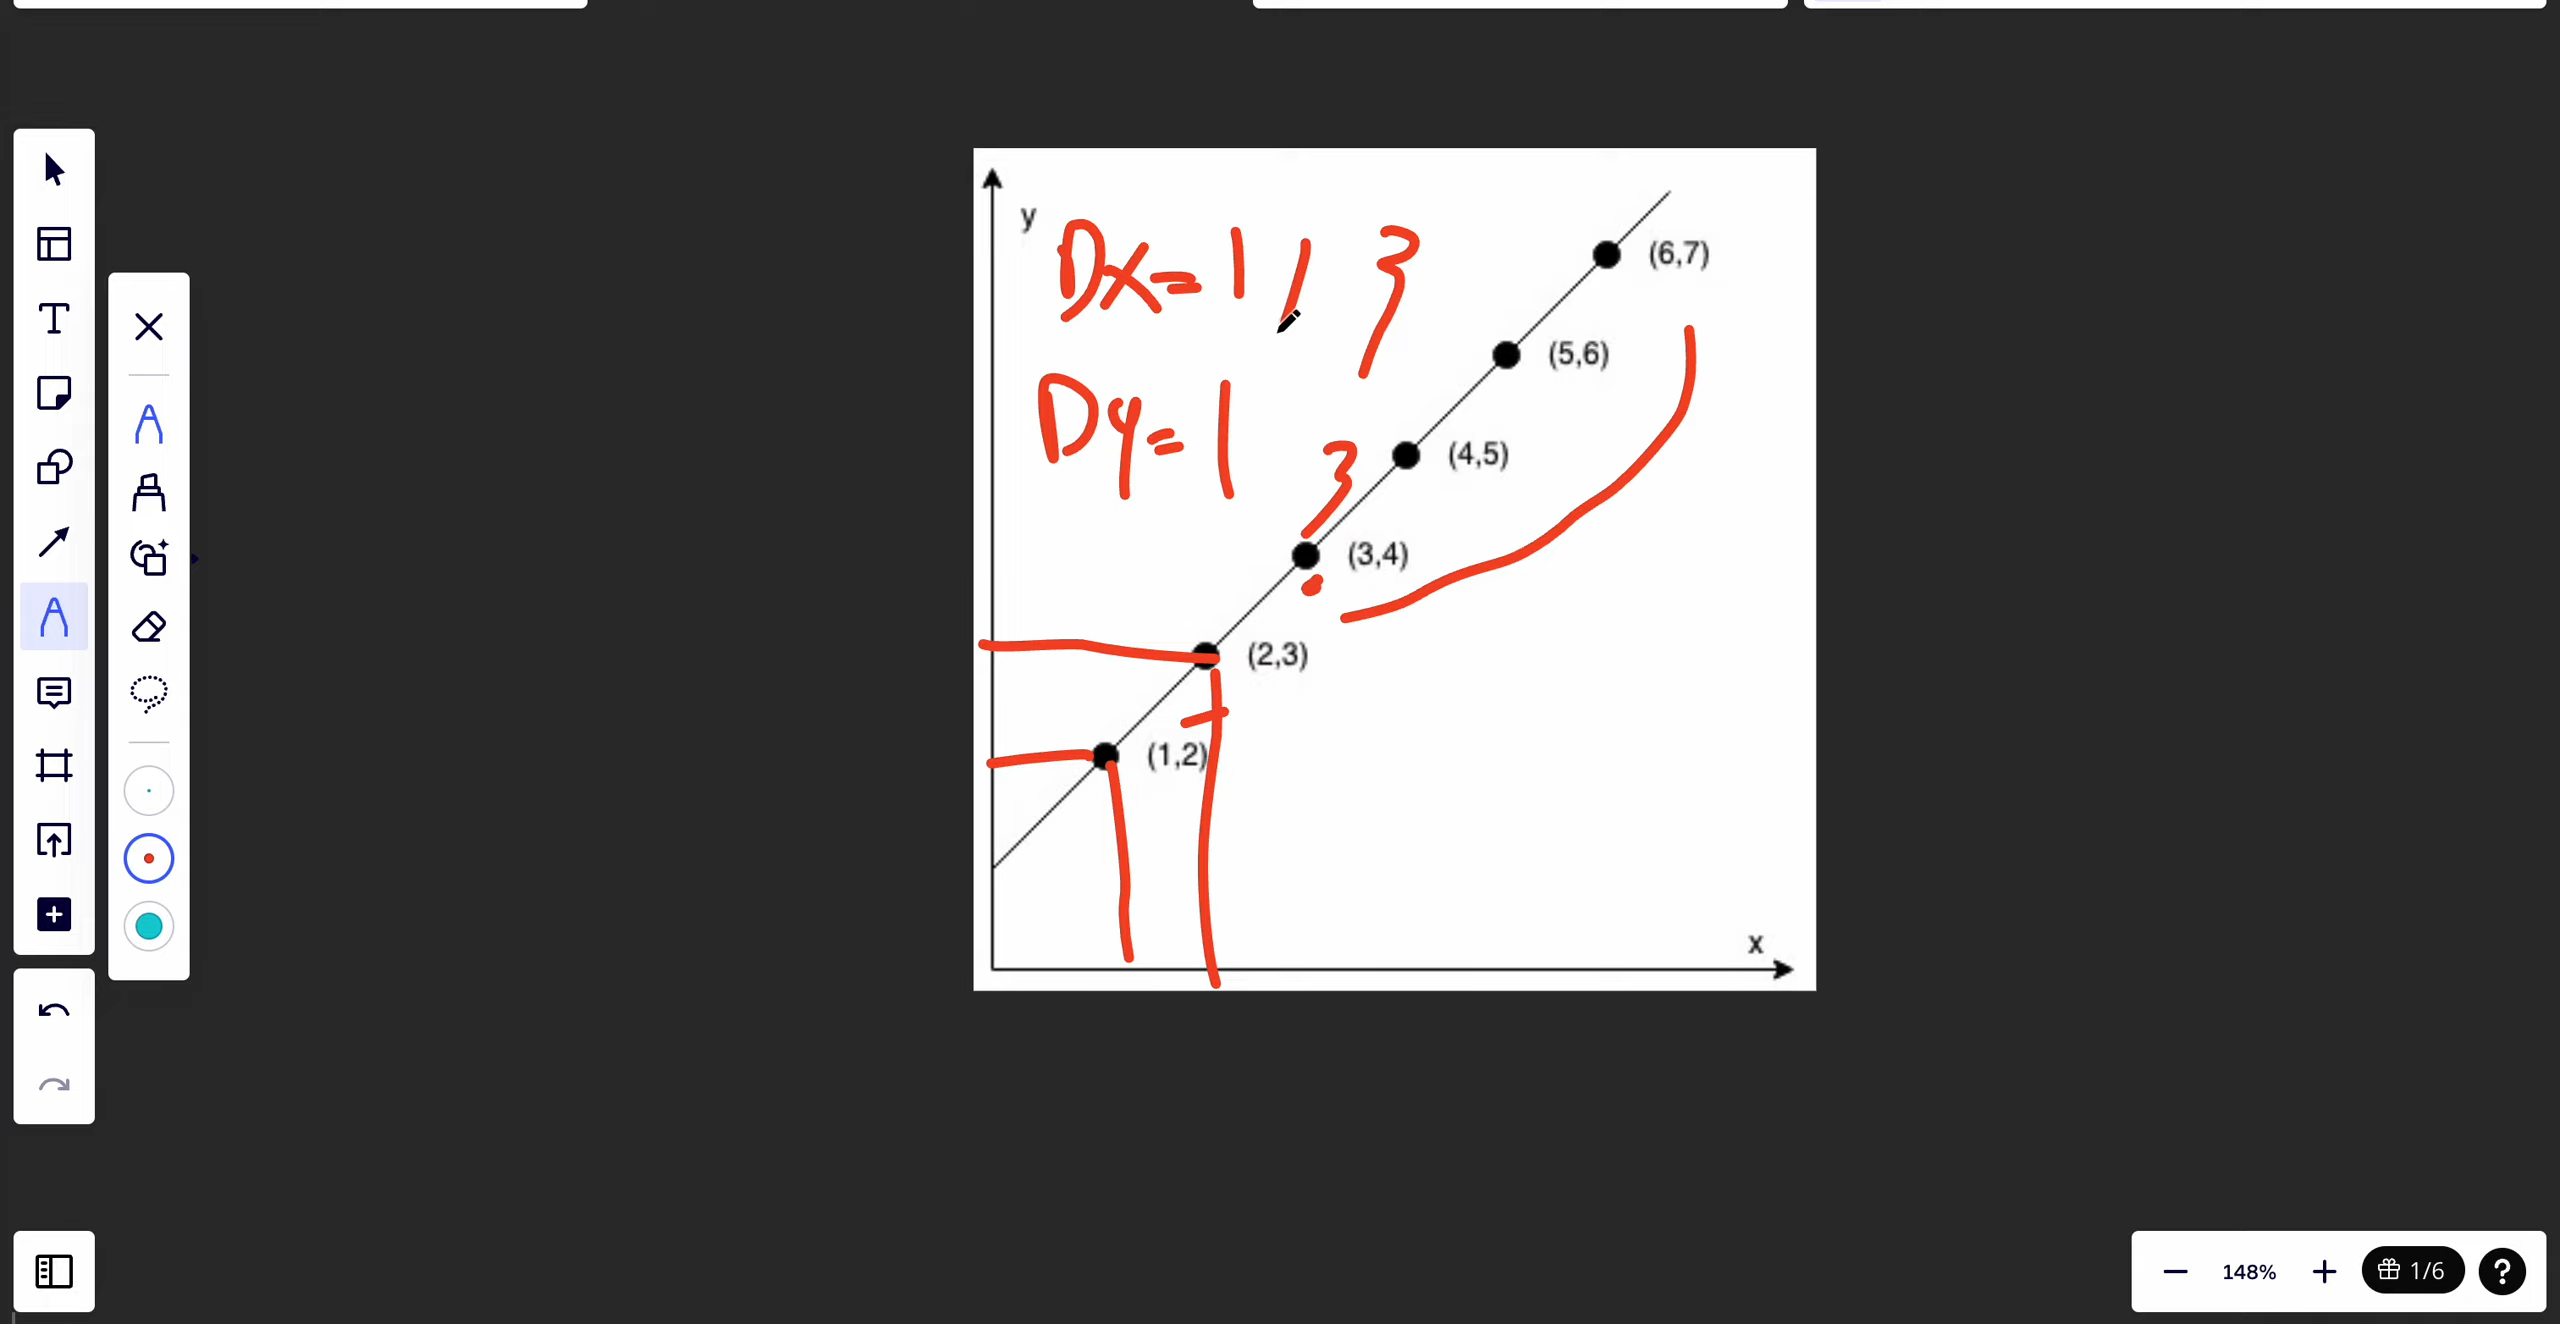 y
Dx=1, 3
(6,7)
(5,6)
Dy=1
3
(4,5)
(3,4)
(2,3)
(1,2)
x
148%
1/6
?